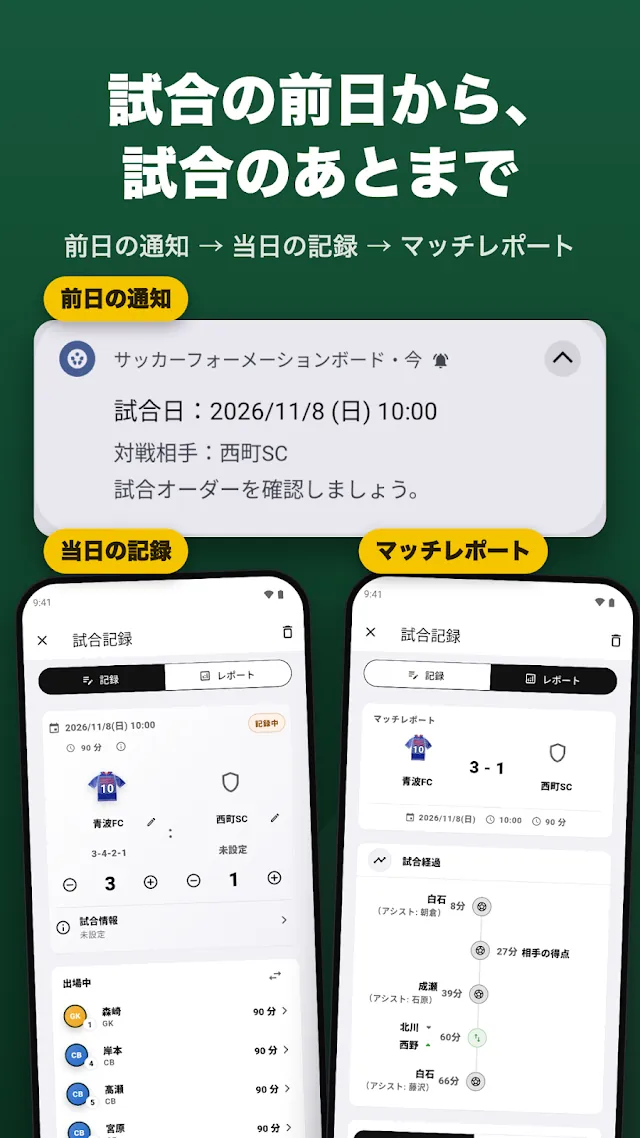 試合の前日から、
試合のあとまで
前日の通知 → 当日の記録 → マッチレポート
前日の通知
サッカーフォーメーションボード・今
試合日：2026/11/8 (日) 10:00
対戦相手：西町SC
試合オーダーを確認しましょう。
当日の記録
9:41
試合記録
記録
レポート
2026/11/8(日) 10:00
記録中
90 分
10
青波FC
:
西町SC
3-4-2-1
未設定
3
1
試合情報
未設定
出場中
GK
1
森崎
GK
90 分
CB
4
岸本
CB
90 分
CB
5
高瀬
CB
90 分
CB
宮原
90 分
マッチレポート
9:41
試合記録
記録
レポート
マッチレポート
10
青波FC
3 - 1
西町SC
2026/11/8(日)
10:00
90 分
試合経過
白石
(アシスト: 朝倉)
8分
27分 相手の得点
成瀬
(アシスト: 石原)
39分
北川
西野
60分
白石
(アシスト: 藤沢)
66分